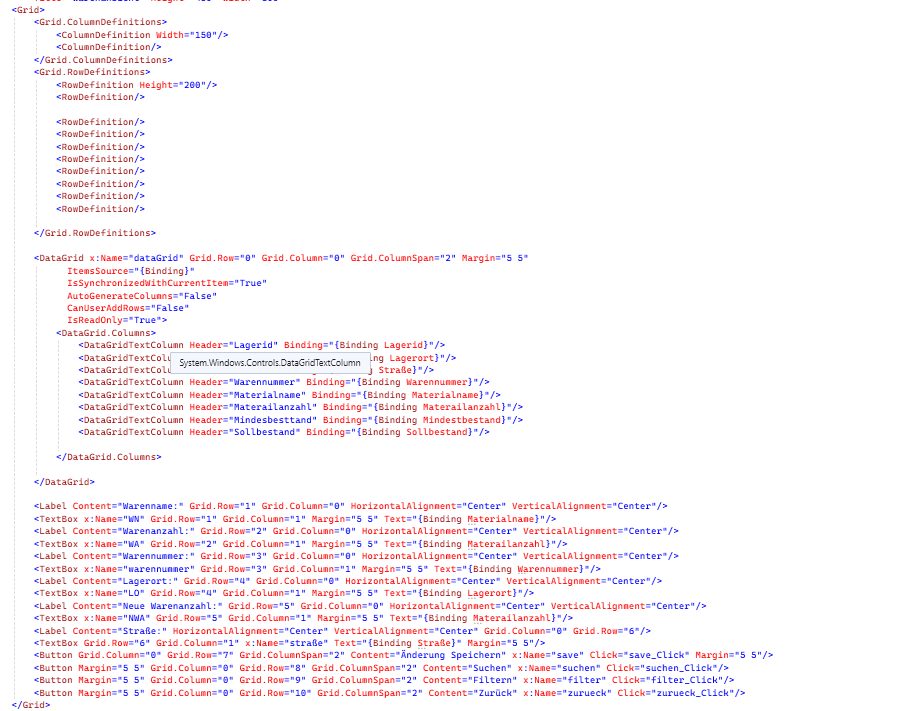 <Grid>
<Grid.ColumnDefinitions>
<ColumnDefinition Width="150"/>
<ColumnDefinition/>
</Grid.ColumnDefinitions>
<Grid.RowDefinitions>
<RowDefinition Height="200"/>
<RowDefinition/>
<RowDefinition/>
<RowDefinition/>
<RowDefinition/>
<RowDefinition/>
<RowDefinition/>
<RowDefinition/>
<RowDefinition/>
<RowDefinition/>
</Grid.RowDefinitions>
<DataGrid x:Name="dataGrid" Grid.Row="0" Grid.Column="0" Grid.ColumnSpan="2" Margin="5 5"
ItemsSource="{Binding}"
IsSynchronizedWithCurrentItem="True"
AutoGenerateColumns="False"
CanUserAddRows="False"
IsReadOnly="True">
<DataGrid.Columns>
<DataGridTextColumn Header="Lagerid" Binding="{Binding Lagerid}"/>
<DataGridTextColu ng Lagerort}"/>
System.Windows.Controls.DataGridTextColumn
<DataGridTextColu Straße}"/>
<DataGridTextColumn Header="Warennummer" Binding="{Binding Warennummer}"/>
<DataGridTextColumn Header="Materialname" Binding="{Binding Materialname}"/>
<DataGridTextColumn Header="Materailanzahl" Binding="{Binding Materailanzahl}"/>
<DataGridTextColumn Header="Mindesbesttand" Binding="{Binding Mindestbestand}"/>
<DataGridTextColumn Header="Sollbestand" Binding="{Binding Sollbestand}"/>
</DataGrid.Columns>
</DataGrid>
<Label Content="Warenname:" Grid.Row="1" Grid.Column="0" HorizontalAlignment="Center" VerticalAlignment="Center"/>
<TextBox x:Name="WN" Grid.Row="1" Grid.Column="1" Margin="5 5" Text="{Binding Materialname}"/>
<Label Content="Warenanzahl:" Grid.Row="2" Grid.Column="0" HorizontalAlignment="Center" VerticalAlignment="Center"/>
<TextBox x:Name="WA" Grid.Row="2" Grid.Column="1" Margin="5 5" Text="{Binding Materailanzahl}"/>
<Label Content="Warennummer:" Grid.Row="3" Grid.Column="0" HorizontalAlignment="Center" VerticalAlignment="Center"/>
<TextBox x:Name="warennummer" Grid.Row="3" Grid.Column="1" Margin="5 5" Text="{Binding Warennummer}"/>
<Label Content="Lagerort:" Grid.Row="4" Grid.Column="0" HorizontalAlignment="Center" VerticalAlignment="Center"/>
<TextBox x:Name="LO" Grid.Row="4" Grid.Column="1" Margin="5 5" Text="{Binding Lagerort}"/>
<Label Content="Neue Warenanzahl:" Grid.Row="5" Grid.Column="0" HorizontalAlignment="Center" VerticalAlignment="Center"/>
<TextBox x:Name="NWA" Grid.Row="5" Grid.Column="1" Margin="5 5" Text="{Binding Materailanzahl}"/>
<Label Content="Straße:" HorizontalAlignment="Center" VerticalAlignment="Center" Grid.Column="0" Grid.Row="6"/>
<TextBox Grid.Row="6" Grid.Column="1" x:Name="straße" Text="{Binding Straße}" Margin="5 5"/>
<Button Grid.Column="0" Grid.Row="7" Grid.ColumnSpan="2" Content="Änderung Speichern" x:Name="save" Click="save_Click" Margin="5 5"/>
<Button Margin="5 5" Grid.Column="0" Grid.Row="8" Grid.ColumnSpan="2" Content="Suchen" x:Name="suchen" Click="suchen_Click"/>
<Button Margin="5 5" Grid.Column="0" Grid.Row="9" Grid.ColumnSpan="2" Content="Filtern" x:Name="filter" Click="filter_Click"/>
<Button Margin="5 5" Grid.Column="0" Grid.Row="10" Grid.ColumnSpan="2" Content="Zurück" x:Name="zurueck" Click="zurueck_Click"/>
</Grid>